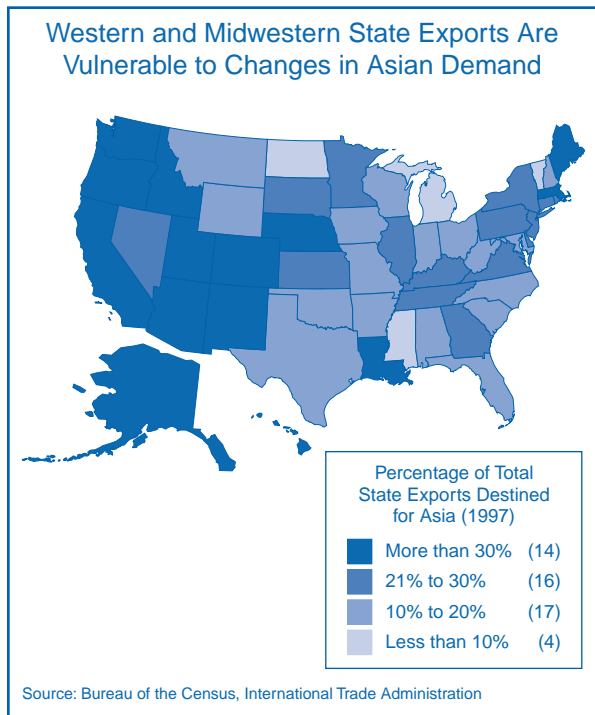 Western and Midwestern State Exports Are
Vulnerable to Changes in Asian Demand
Percentage of Total
State Exports Destined
for Asia (1997)
More than 30% (14)
21% to 30% (16)
10% to 20% (17)
Less than 10% (4)
Source: Bureau of the Census, International Trade Administration